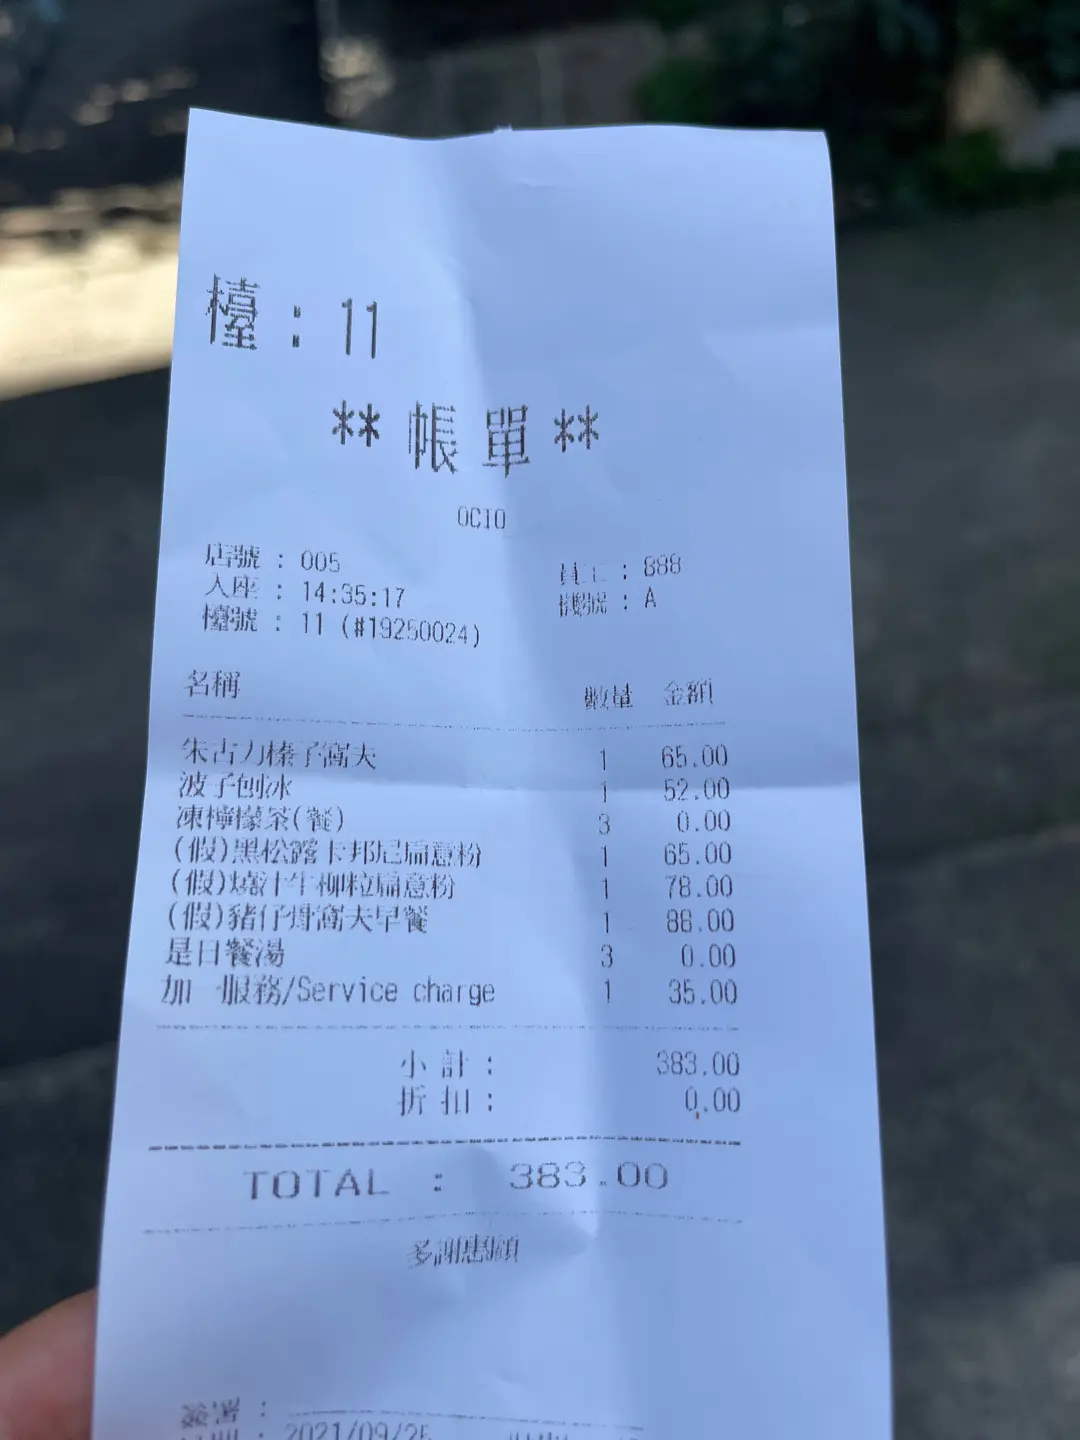 檯：11
**帳單**
OCIO
店號：005 員工：888
入座：14:35:17 機號：A
檯號：11 (#19250024)
名稱 數量 金額
朱古力榛子窩夫 1 65.00
波子刨冰 1 52.00
凍檸檬茶(餐) 3 0.00
(假)黑松露卡邦尼扁意粉 1 65.00
(假)燒汁牛柳粒扁意粉 1 78.00
(假)豬仔骨窩夫早餐 1 88.00
是日餐湯 3 0.00
加一服務/Service charge 1 35.00
小計： 383.00
折扣： 0.00
TOTAL : 383.00
多謝惠顧
: 2021/09/25